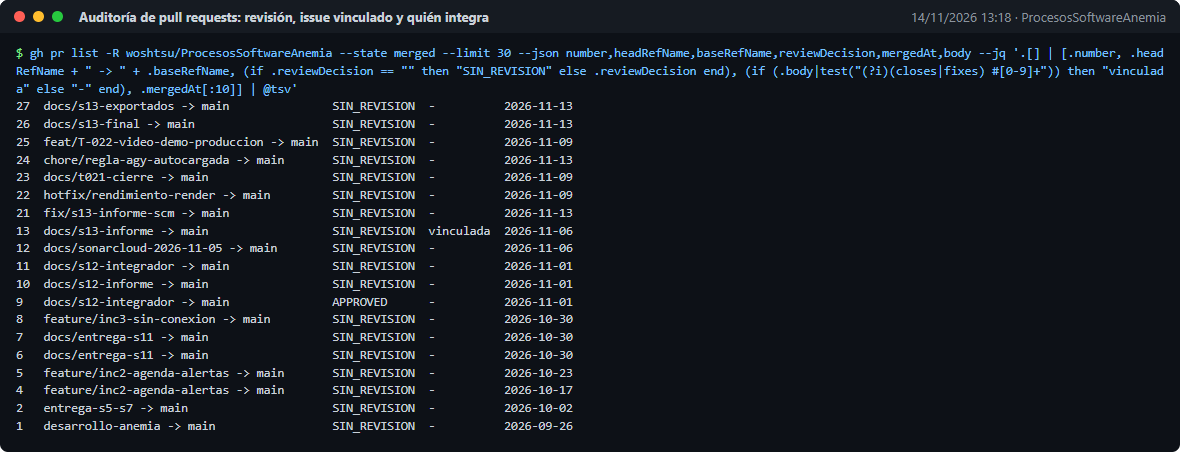 Auditoría de pull requests: revisión, issue vinculado y quién integra
14/11/2026 13:18 · ProcesosSoftwareAnemia
$ gh pr list -R woshtsu/ProcesosSoftwareAnemia --state merged --limit 30 --json number,headRefName,baseRefName,reviewDecision,mergedAt,body --jq '.[] | [.number, .head
RefName + " -> " + .baseRefName, (if .reviewDecision == "" then "SIN_REVISION" else .reviewDecision end), (if (.body|test("(?i)(closes|fixes) #[0-9]+")) then "vinculad
a" else "-" end), .mergedAt[:10]] | @tsv'
27 docs/s13-exportados -> main SIN_REVISION - 2026-11-13
26 docs/s13-final -> main SIN_REVISION - 2026-11-13
25 feat/T-022-video-demo-produccion -> main SIN_REVISION - 2026-11-09
24 chore/regla-agy-autocargada -> main SIN_REVISION - 2026-11-13
23 docs/t021-cierre -> main SIN_REVISION - 2026-11-09
22 hotfix/rendimiento-render -> main SIN_REVISION - 2026-11-09
21 fix/s13-informe-scm -> main SIN_REVISION - 2026-11-13
13 docs/s13-informe -> main SIN_REVISION vinculada 2026-11-06
12 docs/sonarcloud-2026-11-05 -> main SIN_REVISION - 2026-11-06
11 docs/s12-integrador -> main SIN_REVISION - 2026-11-01
10 docs/s12-informe -> main SIN_REVISION - 2026-11-01
9 docs/s12-integrador -> main APPROVED - 2026-11-01
8 feature/inc3-sin-conexion -> main SIN_REVISION - 2026-10-30
7 docs/entrega-s11 -> main SIN_REVISION - 2026-10-30
6 docs/entrega-s11 -> main SIN_REVISION - 2026-10-30
5 feature/inc2-agenda-alertas -> main SIN_REVISION - 2026-10-23
4 feature/inc2-agenda-alertas -> main SIN_REVISION - 2026-10-17
2 entrega-s5-s7 -> main SIN_REVISION - 2026-10-02
1 desarrollo-anemia -> main SIN_REVISION - 2026-09-26